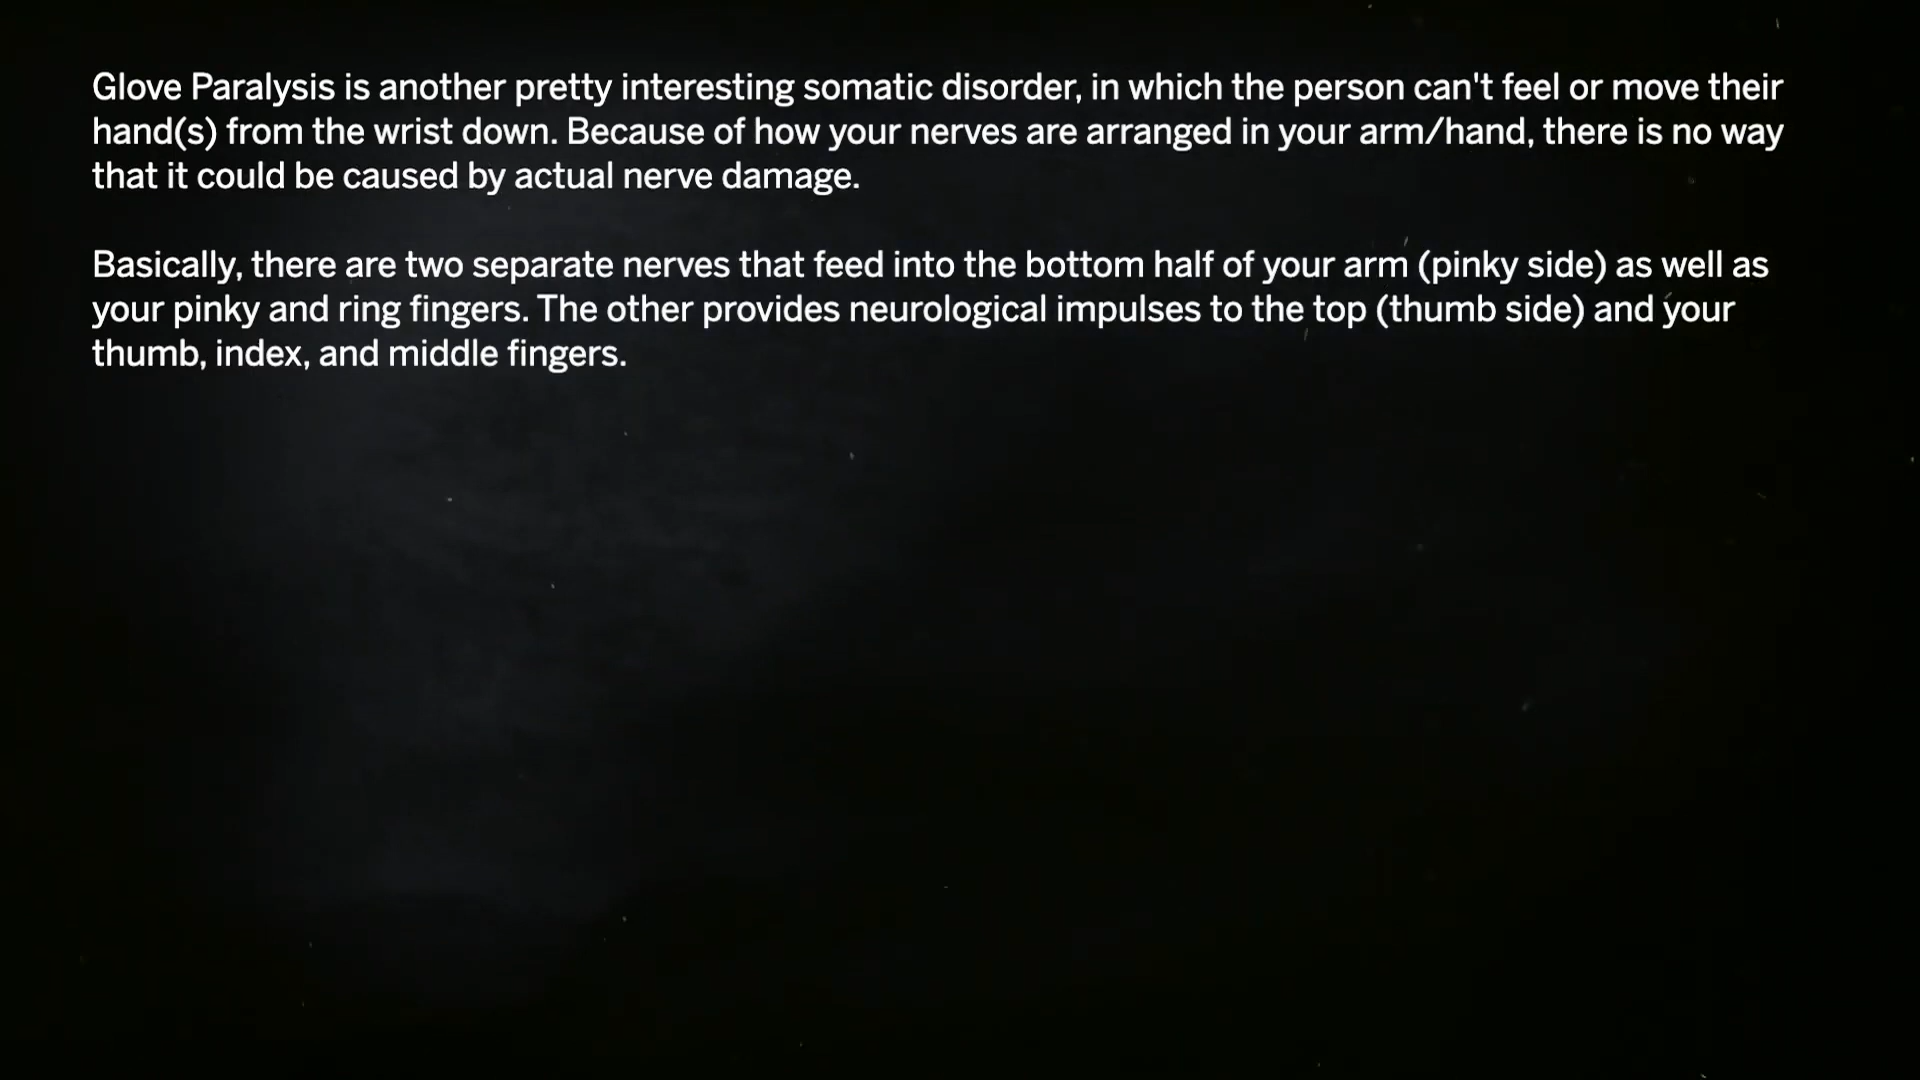 Glove Paralysis is another pretty interesting somatic disorder, in which the person can't feel or move their
hand(s) from the wrist down. Because of how your nerves are arranged in your arm/hand, there is no way
that it could be caused by actual nerve damage.
Basically, there are two separate nerves that feed into the bottom half of your arm (pinky side) as well as
your pinky and ring fingers. The other provides neurological impulses to the top (thumb side) and your
thumb, index, and middle fingers.